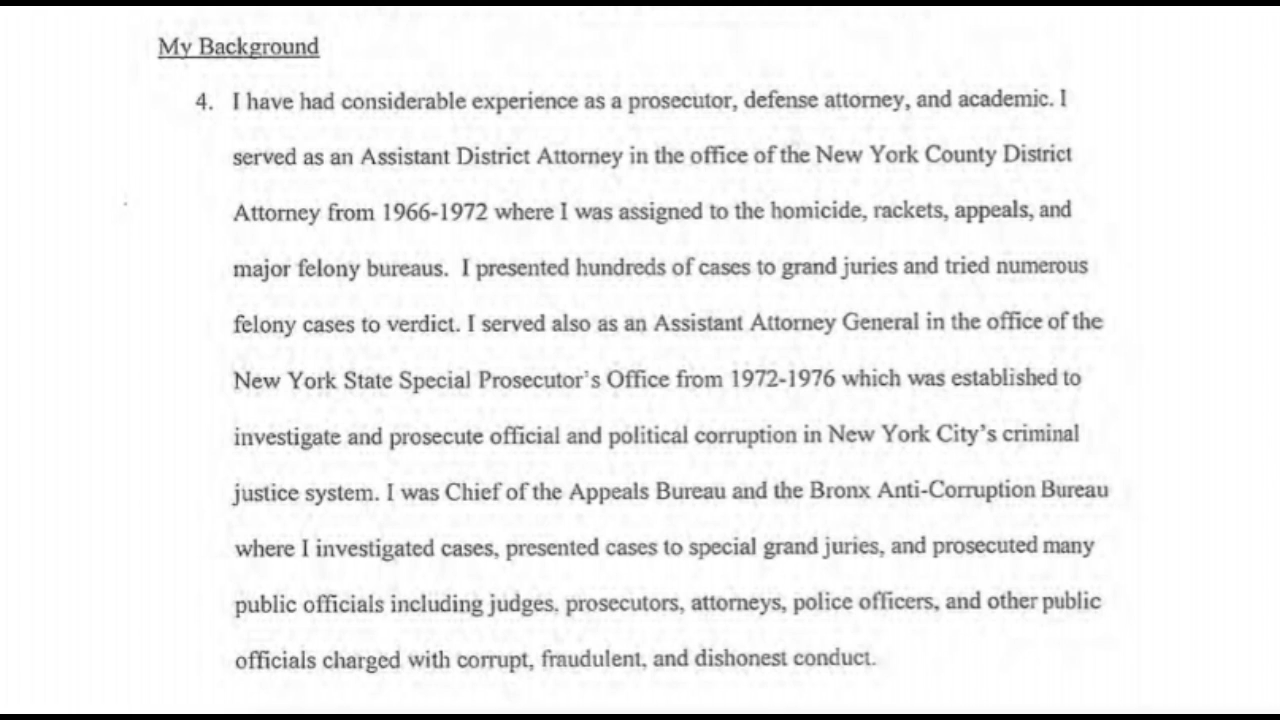 My Background
4. I have had considerable experience as a prosecutor, defense attorney, and academic. I
served as an Assistant District Attorney in the office of the New York County District
Attorney from 1966-1972 where I was assigned to the homicide, rackets, appeals, and
major felony bureaus. I presented hundreds of cases to grand juries and tried numerous
felony cases to verdict. I served also as an Assistant Attorney General in the office of the
New York State Special Prosecutor's Office from 1972-1976 which was established to
investigate and prosecute official and political corruption in New York City's criminal
justice system. I was Chief of the Appeals Bureau and the Bronx Anti-Corruption Bureau
where I investigated cases, presented cases to special grand juries, and prosecuted many
public officials including judges, prosecutors, attorneys, police officers, and other public
officials charged with corrupt, fraudulent, and dishonest conduct.